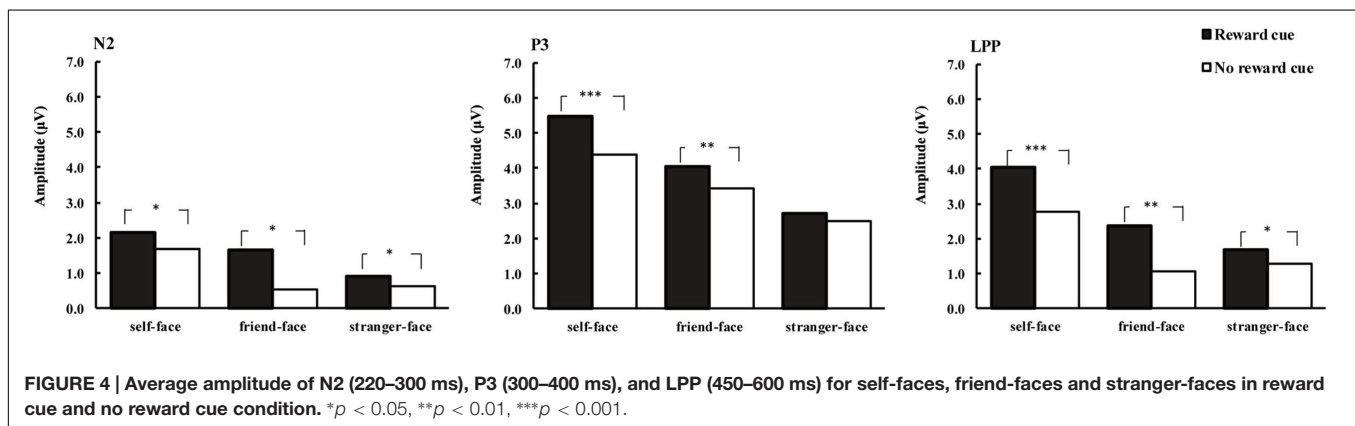 N2
7.0
6.0
5.0
4.0
3.0
2.0
1.0
0.0
Amplitude (μV)
*
*
*
self-face friend-face stranger-face
P3
7.0
6.0
5.0
4.0
3.0
2.0
1.0
0.0
Amplitude (μV)
***
**
self-face friend-face stranger-face
LPP
7.0
6.0
5.0
4.0
3.0
2.0
1.0
0.0
Amplitude (μV)
***
**
*
self-face friend-face stranger-face
Reward cue
No reward cue
FIGURE 4 | Average amplitude of N2 (220–300 ms), P3 (300–400 ms), and LPP (450–600 ms) for self-faces, friend-faces and stranger-faces in reward
cue and no reward cue condition. *p < 0.05, **p < 0.01, ***p < 0.001.